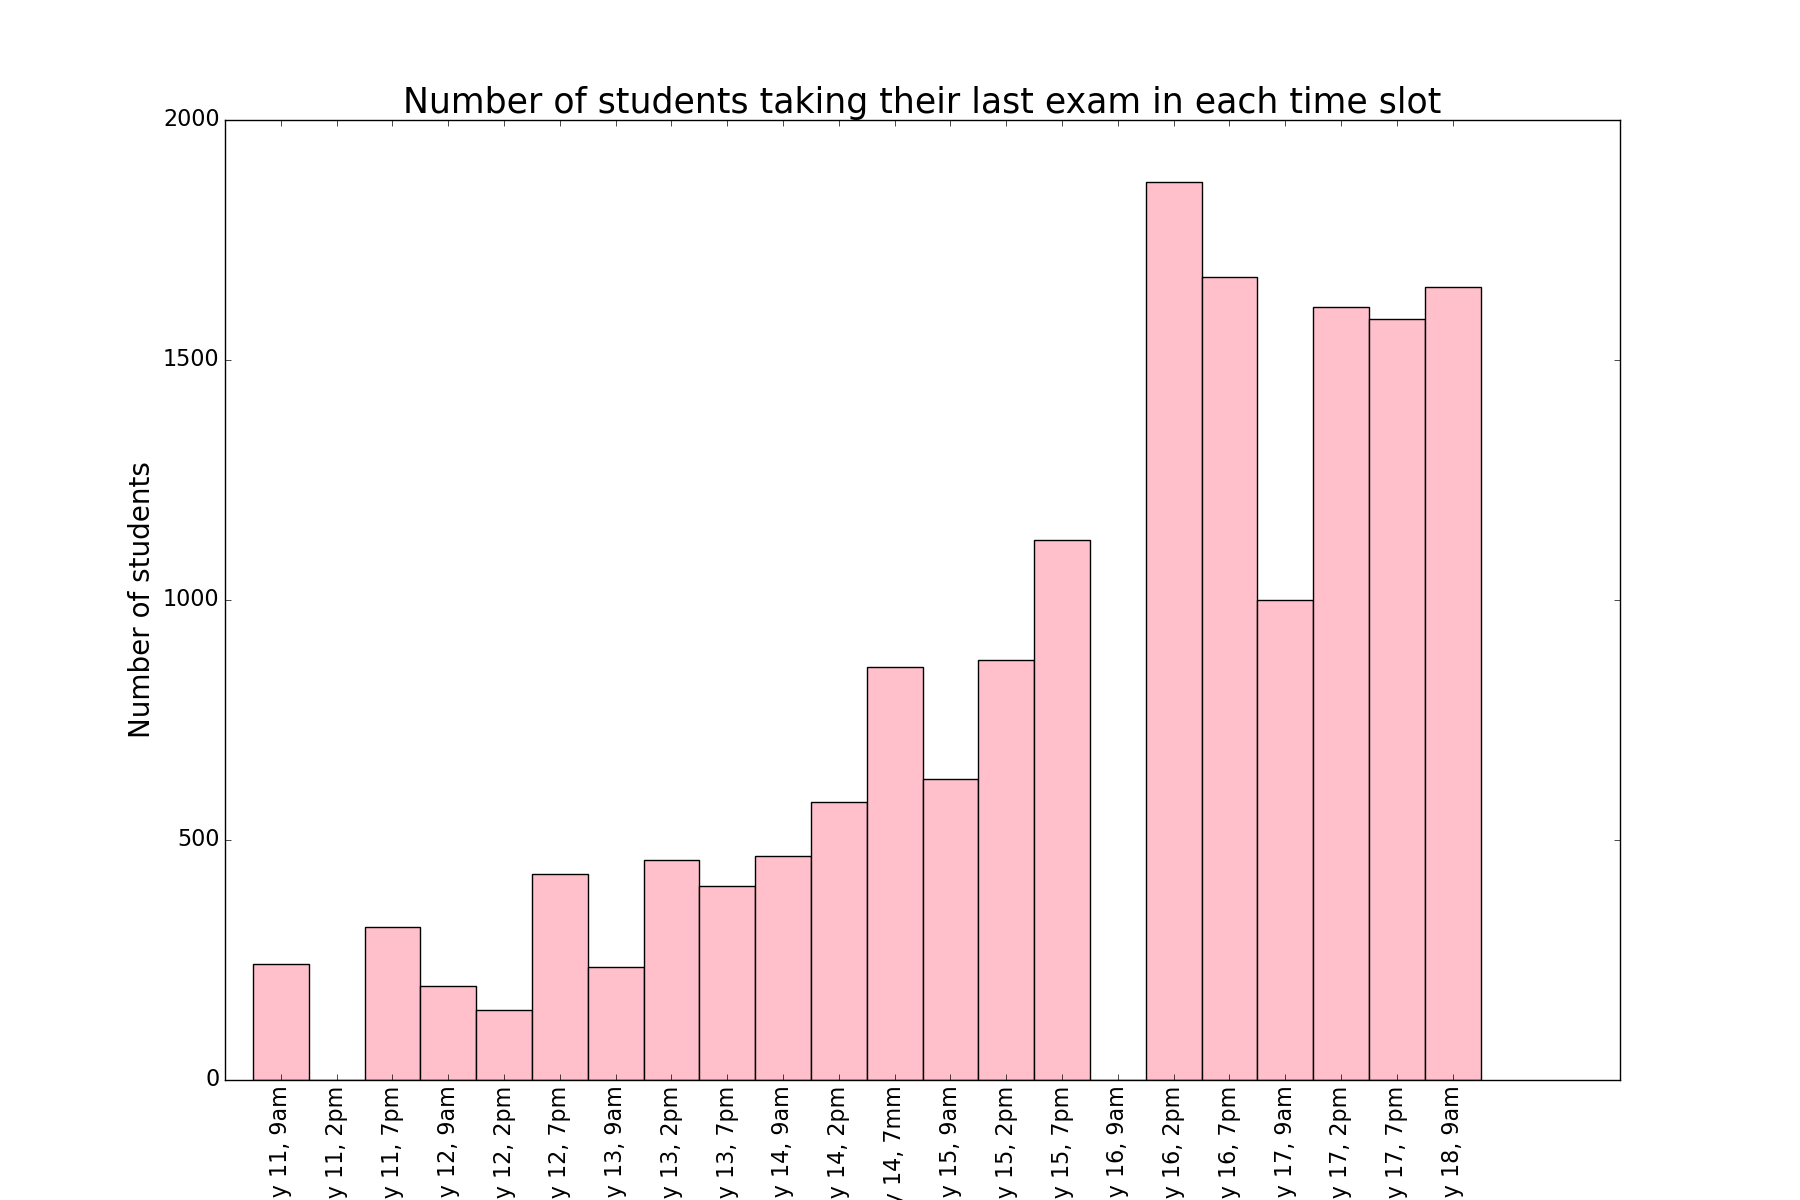 Number of students taking their last exam in each time slot
Number of students
2000
1500
1000
500
0
y 11, 9am
y 11, 2pm
y 11, 7pm
y 12, 9am
y 12, 2pm
y 12, 7pm
y 13, 9am
y 13, 2pm
y 13, 7pm
y 14, 9am
y 14, 2pm
y 14, 7mm
y 15, 9am
y 15, 2pm
y 15, 7pm
y 16, 9am
y 16, 2pm
y 16, 7pm
y 17, 9am
y 17, 2pm
y 17, 7pm
y 18, 9am